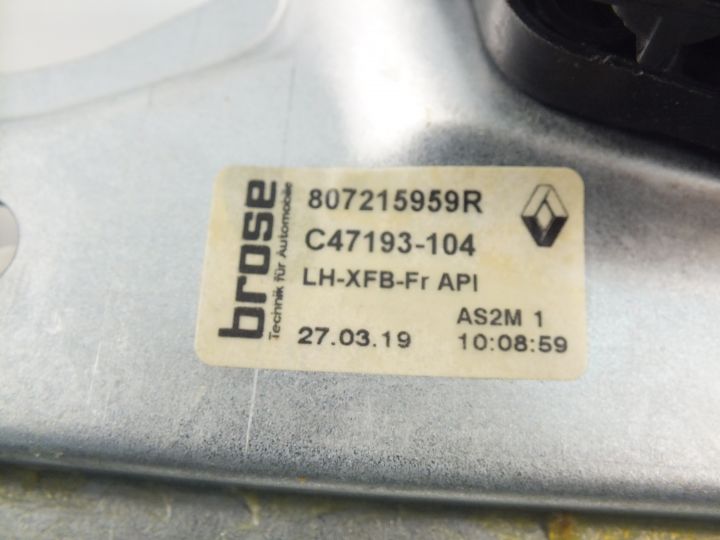 brose
Technik für Automobile
807215959R
C47193-104
LH-XFB-Fr API
AS2M 1
27.03.19 10:08:59